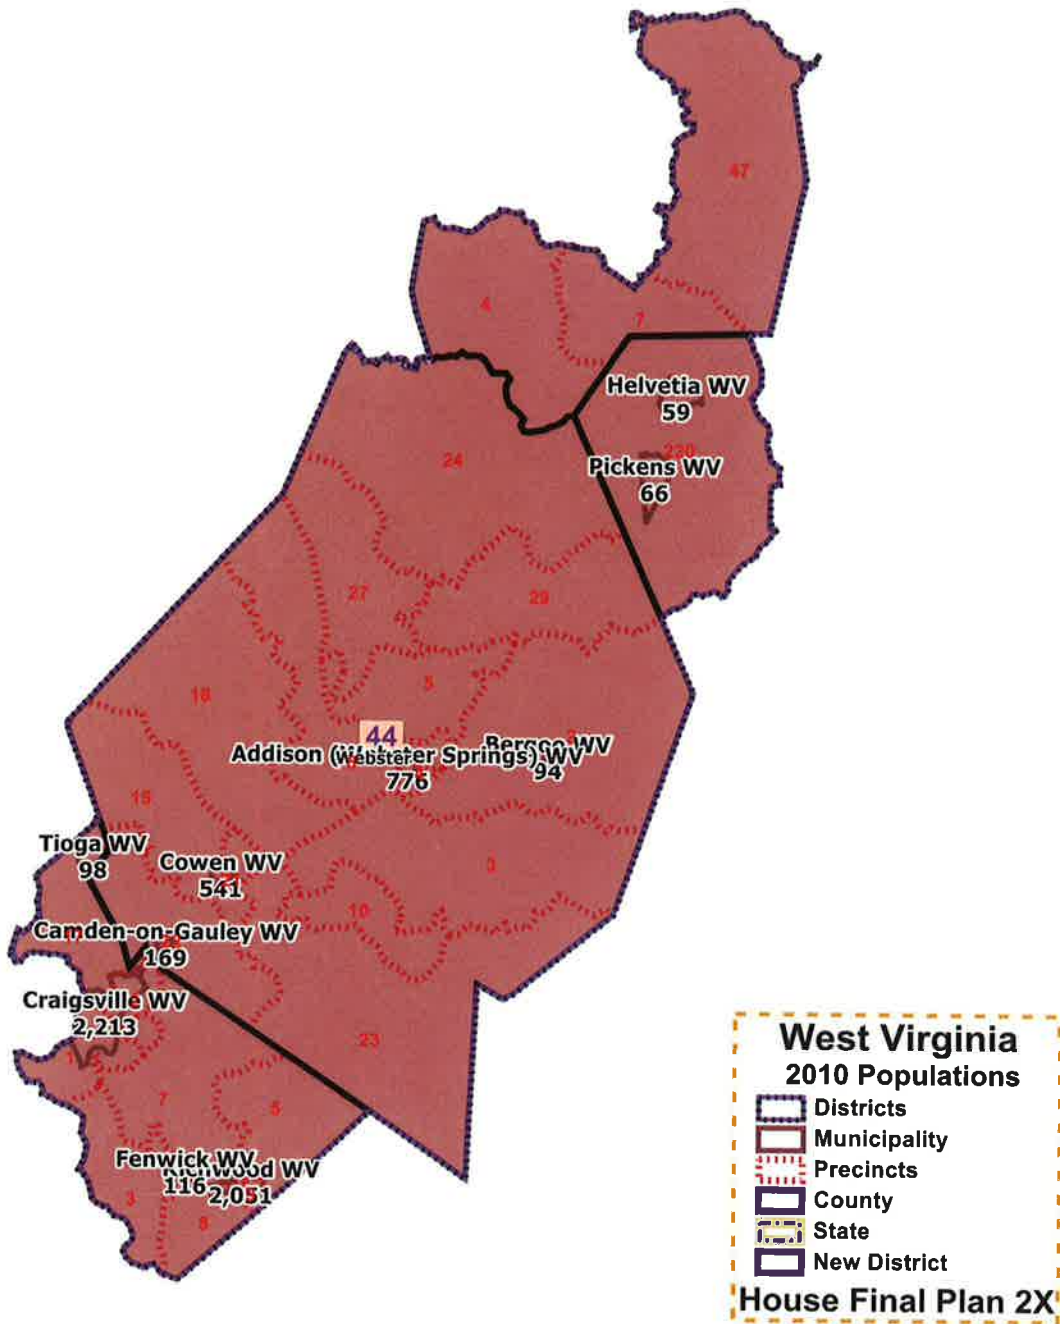 47
4
7
Helvetia WV
59
24
230
Pickens WV
66
27
29
5
18
44
Addison (Webster Springs) WV
776
Bergoo WV
94
15
Tioga WV
98
Cowen WV
541
3
10
Camden-on-Gauley WV
169
Craigsville WV
2,213
23
7
5
Fenwick WV
116
Richwood WV
2,051
3
8
West Virginia
2010 Populations
Districts
Municipality
Precincts
County
State
New District
House Final Plan 2X